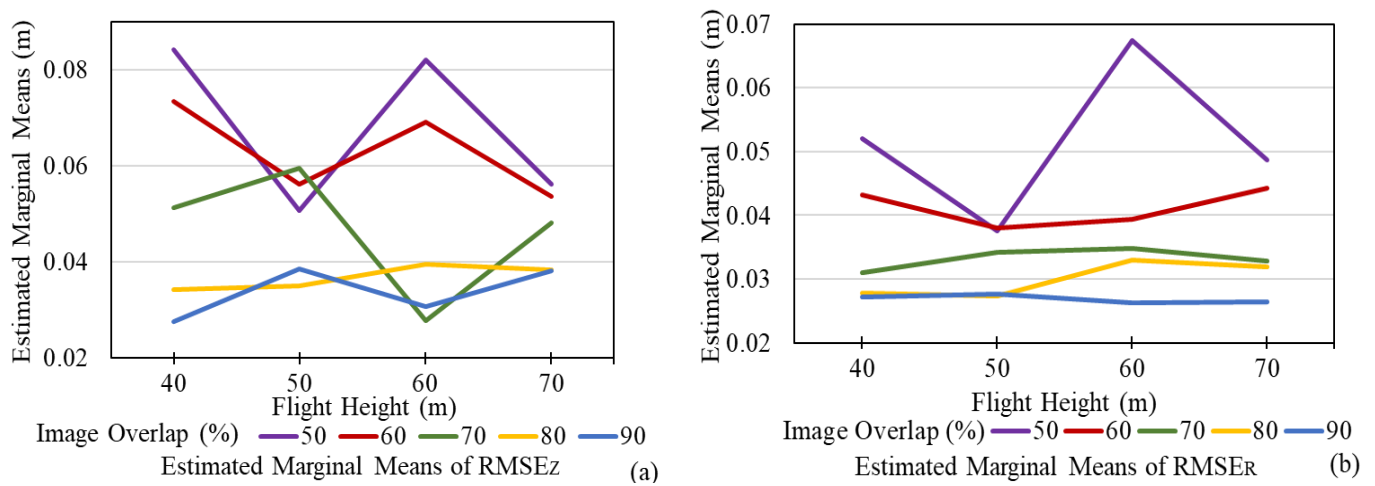 Estimated Marginal Means (m)
0.08
0.06
0.04
0.02
40 50 60 70
Flight Height (m)
Image Overlap (%) 50 60 70 80 90
Estimated Marginal Means of RMSEZ
(a)
Estimated Marginal Means (m)
0.07
0.06
0.05
0.04
0.03
0.02
40 50 60 70
Flight Height (m)
Image Overlap (%) 50 60 70 80 90
Estimated Marginal Means of RMSER
(b)